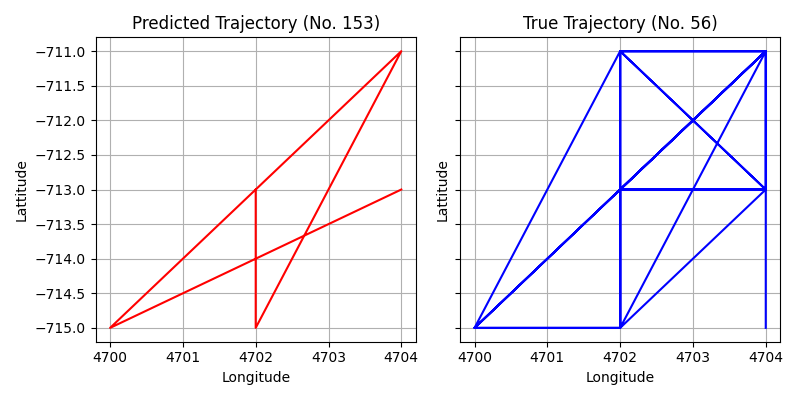 Predicted Trajectory (No. 153)
True Trajectory (No. 56)
Lattitude
−711.0
−711.5
−712.0
−712.5
−713.0
−713.5
−714.0
−714.5
−715.0
4700 4701 4702 4703 4704
Longitude
Lattitude
4700 4701 4702 4703 4704
Longitude